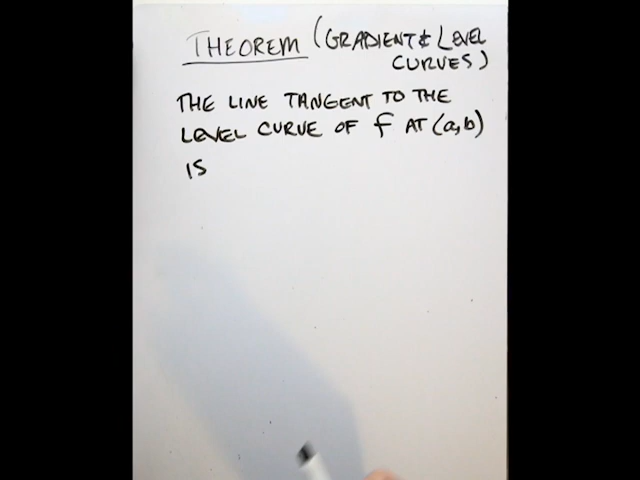 THEOREM (GRADIENT & LEVEL
CURVES)
THE LINE TANGENT TO THE
LEVEL CURVE OF f AT (a,b)
IS